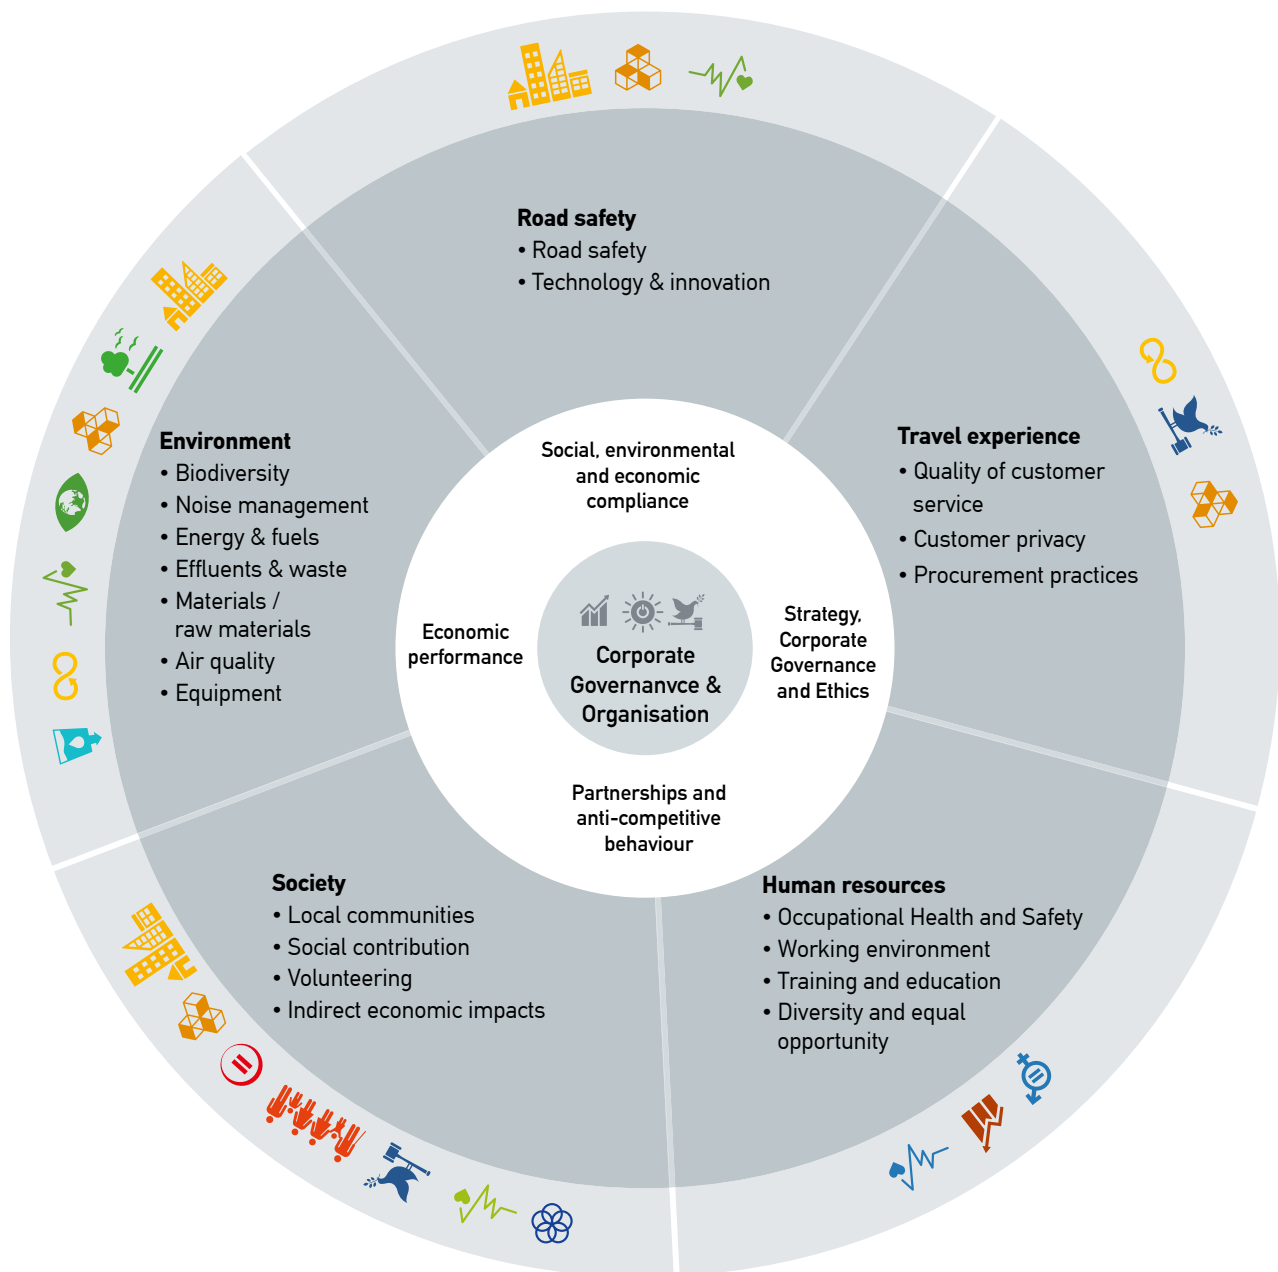 Road safety
• Road safety
• Technology & innovation
Travel experience
• Quality of customer
service
• Customer privacy
• Procurement practices
Environment
• Biodiversity
• Noise management
• Energy & fuels
• Effluents & waste
• Materials /
raw materials
• Air quality
• Equipment
Social, environmental
and economic
compliance
Economic
performance
Corporate
Governanvce &
Organisation
Strategy,
Corporate
Governance
and Ethics
Partnerships and
anti-competitive
behaviour
Society
• Local communities
• Social contribution
• Volunteering
• Indirect economic impacts
Human resources
• Occupational Health and Safety
• Working environment
• Training and education
• Diversity and equal
opportunity